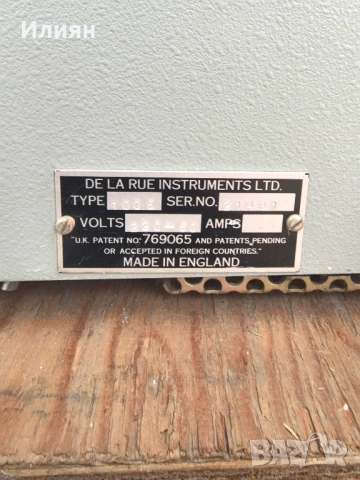 Илиян
DE LA RUE INSTRUMENTS LTD.
TYPE SER.NO.
VOLTS AMPS
"U.K. PATENT NO: 769065 AND PATENTS PENDING
OR ACCEPTED IN FOREIGN COUNTRIES."
MADE IN ENGLAND
BAZAR